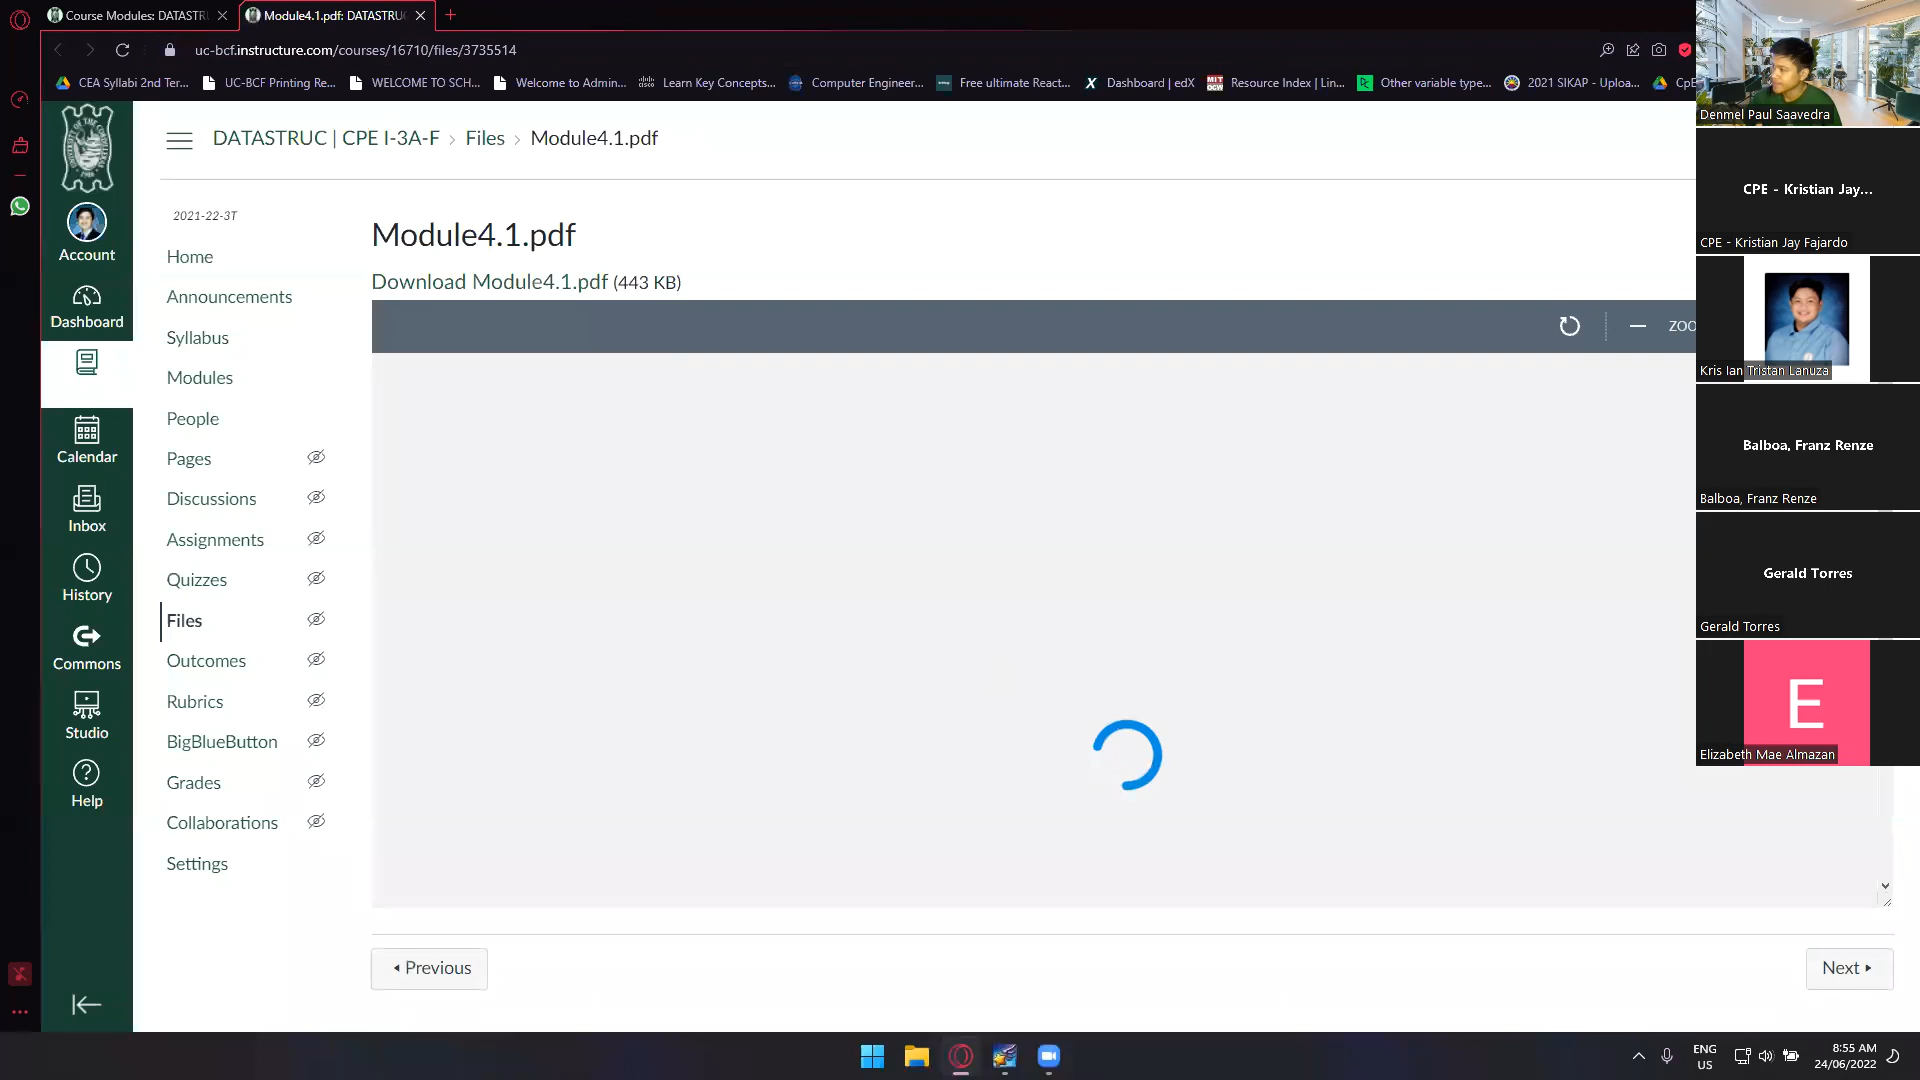 Course Modules: DATASTRU
Module4.1.pdf: DATASTRUC
uc-bcf.instructure.com/courses/16710/files/3735514
CEA Syllabi 2nd Ter...
UC-BCF Printing Re...
WELCOME TO SCH...
Welcome to Admin...
Learn Key Concepts...
Computer Engineer...
Free ultimate React...
Dashboard | edX
Resource Index | Lin...
Other variable type...
2021 SIKAP - Uploa...
CpE
DATASTRUC | CPE I-3A-F › Files › Module4.1.pdf
Account
Dashboard
Calendar
Inbox
History
Commons
Studio
Help
2021-22-3T
Home
Announcements
Syllabus
Modules
People
Pages
Discussions
Assignments
Quizzes
Files
Outcomes
Rubrics
BigBlueButton
Grades
Collaborations
Settings
Module4.1.pdf
Download Module4.1.pdf (443 KB)
ZOO
Previous
Next
Denmel Paul Saavedra
CPE - Kristian Jay...
CPE - Kristian Jay Fajardo
Kris Ian Tristan Lanuza
Balboa, Franz Renze
Balboa, Franz Renze
Gerald Torres
Gerald Torres
E
Elizabeth Mae Almazan
ENG
US
8:55 AM
24/06/2022